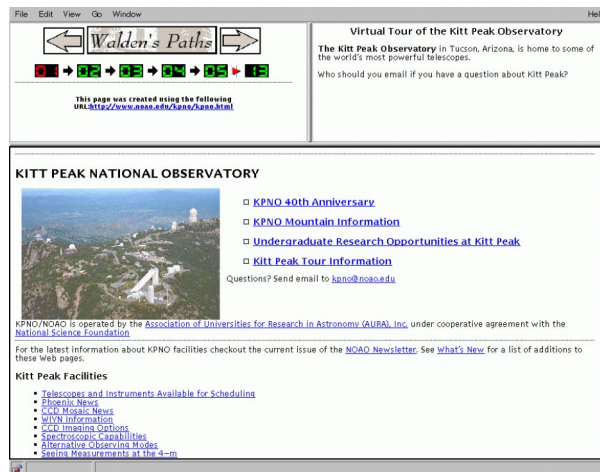 File Edit View Go Window Hel
Walden's Paths
01 02 03 04 05 13
This page was created using the following
URL:http://www.noao.edu/kpno/kpno.html
Virtual Tour of the Kitt Peak Observatory
The Kitt Peak Observatory in Tucson, Arizona, is home to some of
the world's most powerful telescopes.
Who should you email if you have a question about Kitt Peak?
KITT PEAK NATIONAL OBSERVATORY
KPNO 40th Anniversary
KPNO Mountain Information
Undergraduate Research Opportunities at Kitt Peak
Kitt Peak Tour Information
Questions? Send email to kpno@noao.edu
KPNO/NOAO is operated by the Association of Universities for Research in Astronomy (AURA), Inc. under cooperative agreement with the
National Science Foundation
For the latest information about KPNO facilities checkout the current issue of the NOAO Newsletter. See What's New for a list of additions to
these Web pages.
Kitt Peak Facilities
Telescopes and Instruments Available for Scheduling
Phoenix News
CCD Mosaic News
WIYN Information
CCD Imaging Options
Spectroscopic Capabilities
Alternative Observing Modes
Seeing Measurements at the 4-m